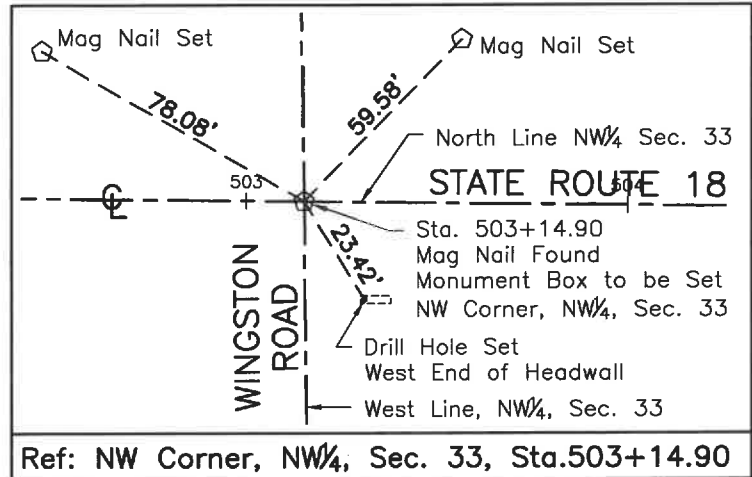 Mag Nail Set
Mag Nail Set
78.08'
59.58'
North Line NW¼ Sec. 33
503
STATE ROUTE 18
504
℄
Sta. 503+14.90
Mag Nail Found
Monument Box to be Set
NW Corner, NW¼, Sec. 33
23.42'
WINGSTON
ROAD
Drill Hole Set
West End of Headwall
West Line, NW¼, Sec. 33
Ref: NW Corner, NW¼, Sec. 33, Sta.503+14.90